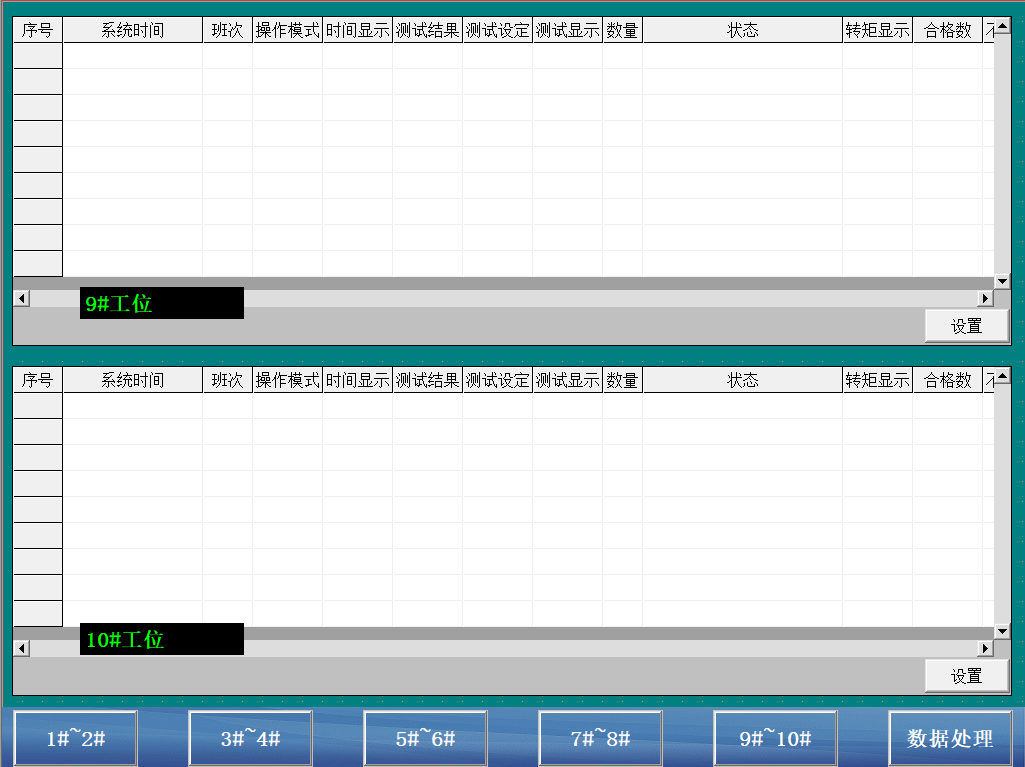 序号 系统时间 班次 操作模式 时间显示 测试结果 测试设定 测试显示 数量 状态 转矩显示 合格数
9#工位
设置
序号 系统时间 班次 操作模式 时间显示 测试结果 测试设定 测试显示 数量 状态 转矩显示 合格数
10#工位
设置
1#~2# 3#~4# 5#~6# 7#~8# 9#~10# 数据处理